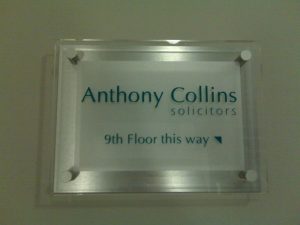 Anthony Collins
solicitors
9th Floor this way